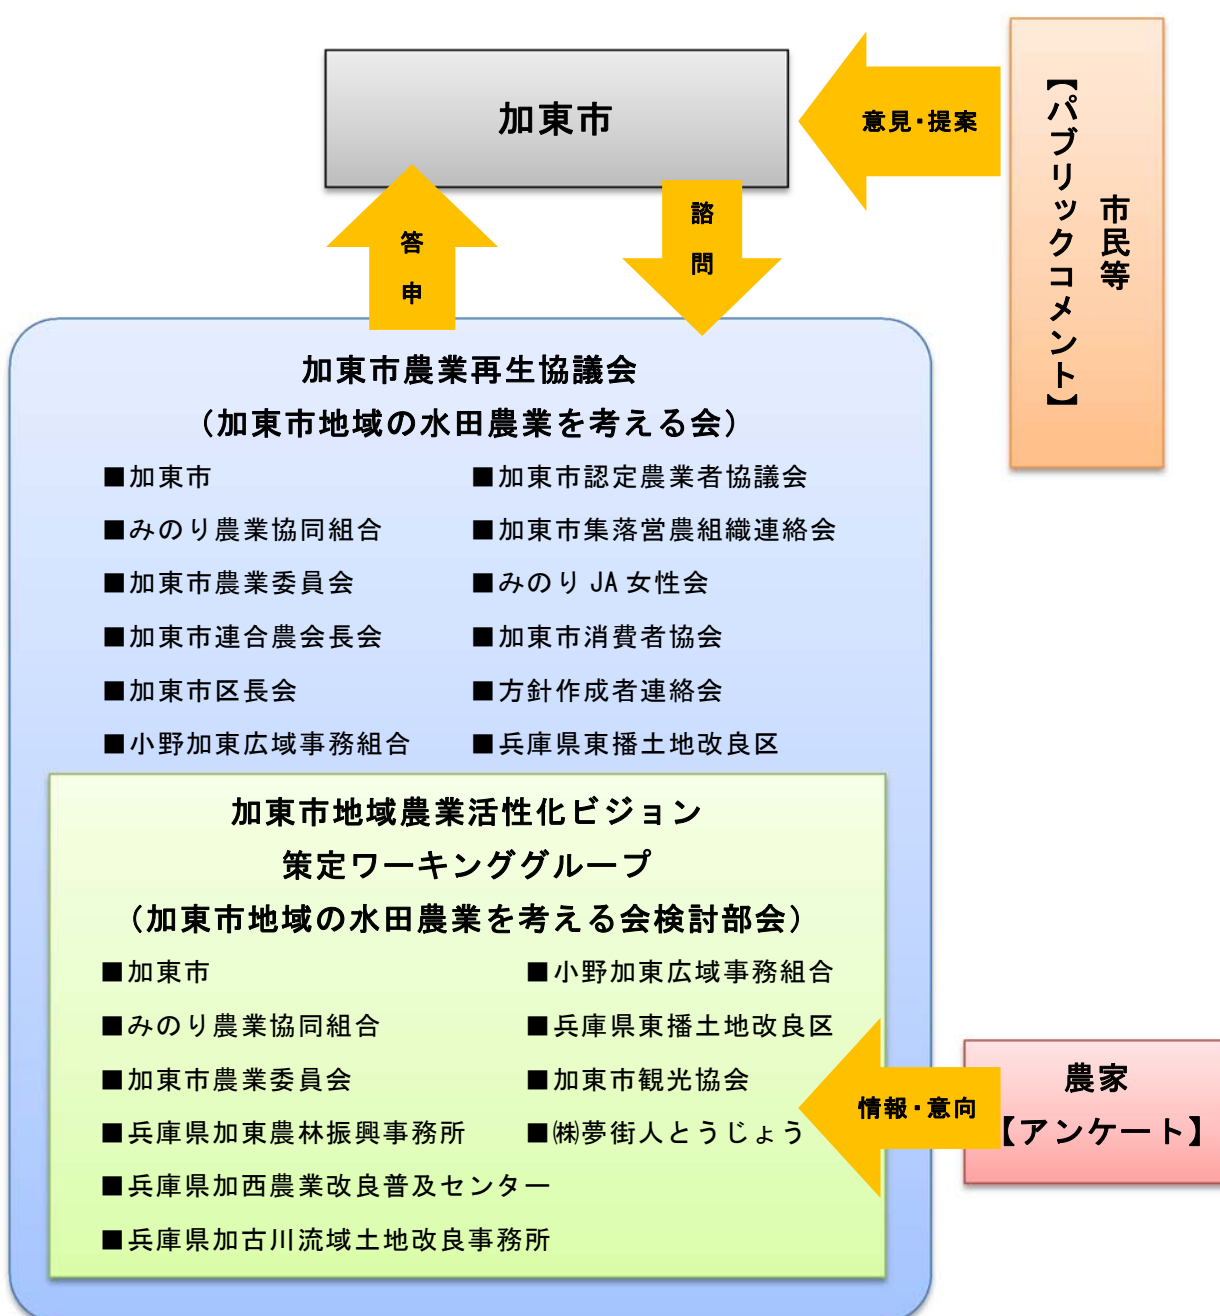 加東市
意見・提案
市民等
【パブリックコメント】
答申
諮問
加東市農業再生協議会
（加東市地域の水田農業を考える会）
■加東市
■みのり農業協同組合
■加東市農業委員会
■加東市連合農会長会
■加東市区長会
■小野加東広域事務組合
■加東市認定農業者協議会
■加東市集落営農組織連絡会
■みのり JA 女性会
■加東市消費者協会
■方針作成者連絡会
■兵庫県東播土地改良区
加東市地域農業活性化ビジョン
策定ワーキンググループ
（加東市地域の水田農業を考える会検討部会）
■加東市
■みのり農業協同組合
■加東市農業委員会
■兵庫県加東農林振興事務所
■兵庫県加西農業改良普及センター
■兵庫県加古川流域土地改良事務所
■小野加東広域事務組合
■兵庫県東播土地改良区
■加東市観光協会
■㈱夢街人とうじょう
情報・意向
農家
【アンケート】